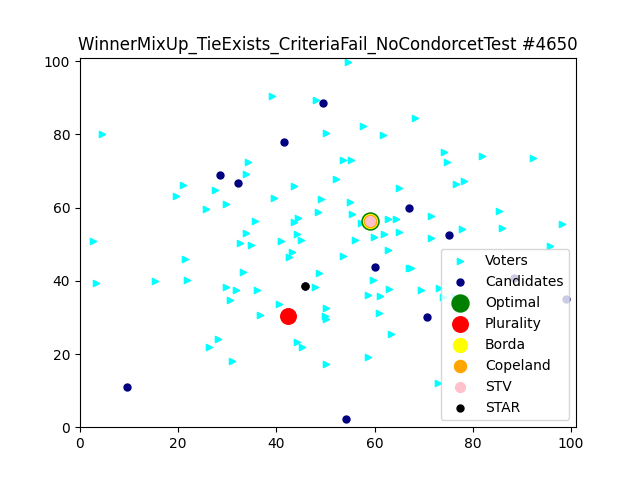 WinnerMixUp_TieExists_CriteriaFail_NoCondorcetTest #4650
100
80
60
40
20
0
0 20 40 60 80 100
Voters
Candidates
Optimal
Plurality
Borda
Copeland
STV
STAR